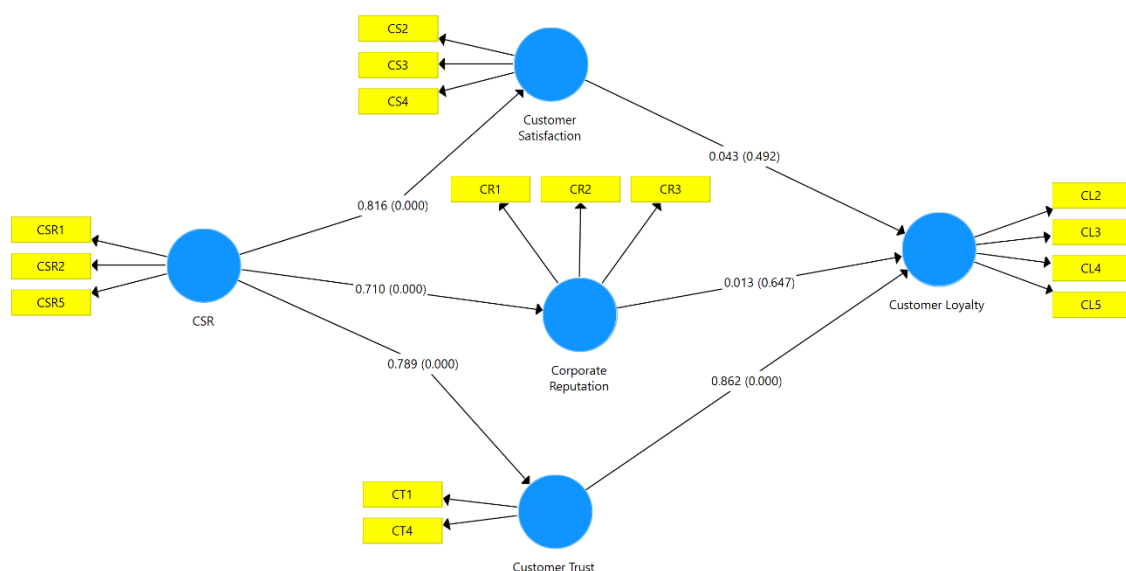 CS2
CS3
CS4
Customer
Satisfaction
0.043 (0.492)
CR1
CR2
CR3
0.816 (0.000)
CL2
CL3
CL4
CL5
Customer Loyalty
CSR1
CSR2
CSR5
CSR
0.710 (0.000)
0.013 (0.647)
Corporate
Reputation
0.789 (0.000)
0.862 (0.000)
CT1
CT4
Customer Trust